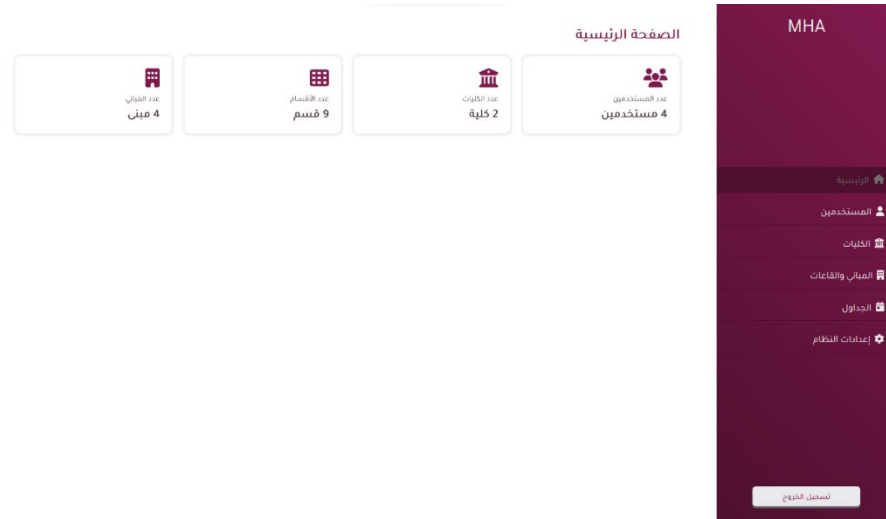 MHA
الرئيسية
المستخدمين
الكليات
المباني والقاعات
الجداول
إعدادات النظام
تسجيل الخروج
الصفحة الرئيسية
عدد المستخدمين
4 مستخدمين
عدد الكليات
2 كلية
عدد الأقسام
9 قسم
عدد المباني
4 مبنى